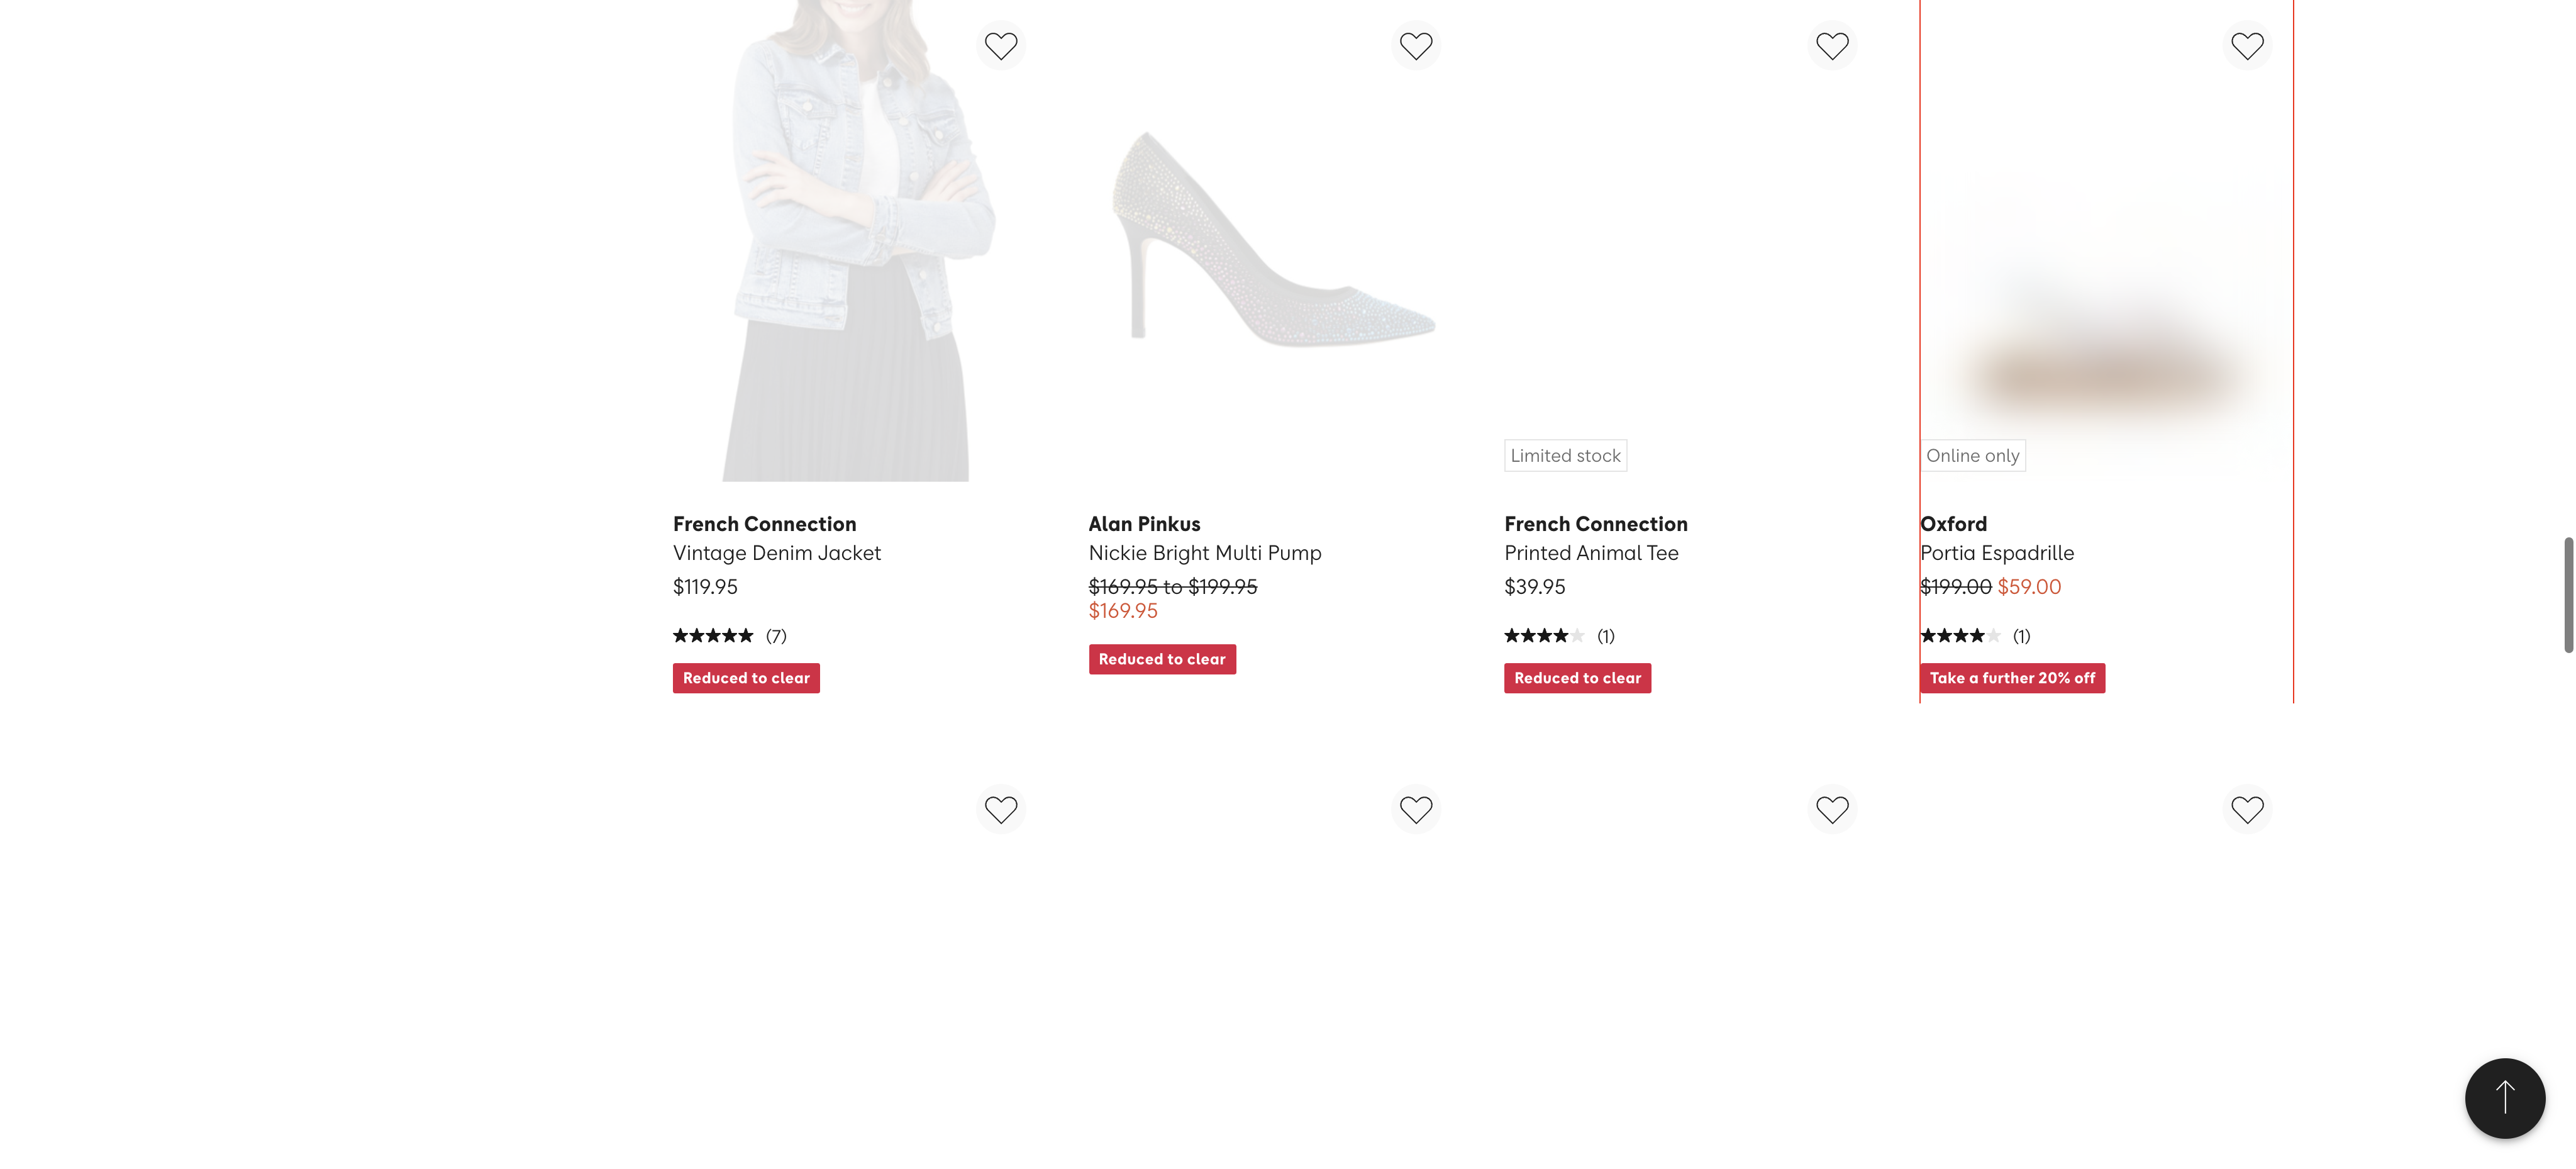 Limited stock
Online only
French Connection
Vintage Denim Jacket
$119.95
(7)
Reduced to clear
Alan Pinkus
Nickie Bright Multi Pump
$169.95 to $199.95
$169.95
Reduced to clear
French Connection
Printed Animal Tee
$39.95
(1)
Reduced to clear
Oxford
Portia Espadrille
$199.00 $59.00
(1)
Take a further 20% off